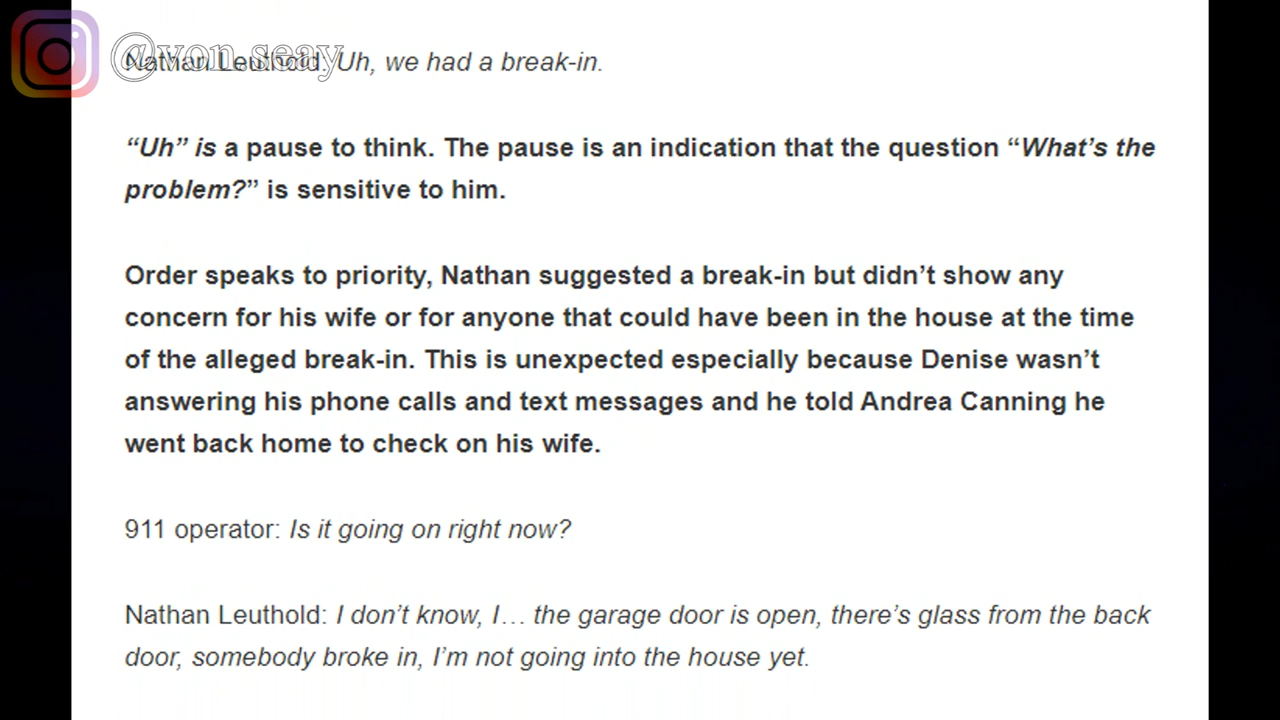 @von.seay
Nathan Leuthold: Uh, we had a break-in.
“Uh” is a pause to think. The pause is an indication that the question “What’s the
problem?” is sensitive to him.
Order speaks to priority, Nathan suggested a break-in but didn’t show any
concern for his wife or for anyone that could have been in the house at the time
of the alleged break-in. This is unexpected especially because Denise wasn’t
answering his phone calls and text messages and he told Andrea Canning he
went back home to check on his wife.
911 operator: Is it going on right now?
Nathan Leuthold: I don’t know, I… the garage door is open, there’s glass from the back
door, somebody broke in, I’m not going into the house yet.